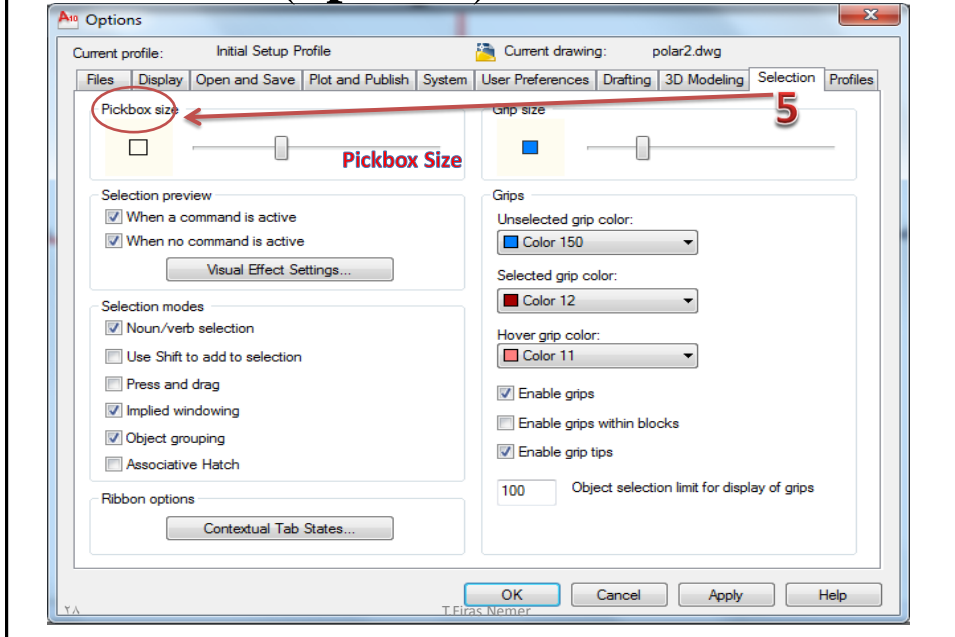 A10 Options
Current profile: Initial Setup Profile Current drawing: polar2.dwg
Files Display Open and Save Plot and Publish System User Preferences Drafting 3D Modeling Selection Profiles
5
Pickbox size
Pickbox Size
Selection preview
When a command is active
When no command is active
Visual Effect Settings...
Selection modes
Noun/verb selection
Use Shift to add to selection
Press and drag
Implied windowing
Object grouping
Associative Hatch
Ribbon options
Contextual Tab States...
Grip size
Grips
Unselected grip color:
Color 150
Selected grip color:
Color 12
Hover grip color:
Color 11
Enable grips
Enable grips within blocks
Enable grip tips
100 Object selection limit for display of grips
OK Cancel Apply Help
٢٨
T.Firas Nemer